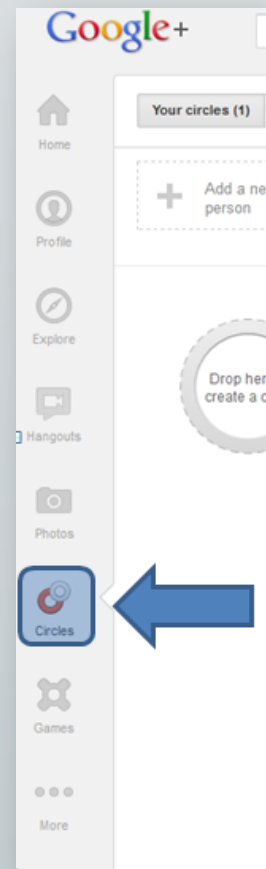 Google+
Your circles (1)
Home
Add a ne
person
Profile
Explore
Drop her
create a c
Hangouts
Photos
Circles
Games
More